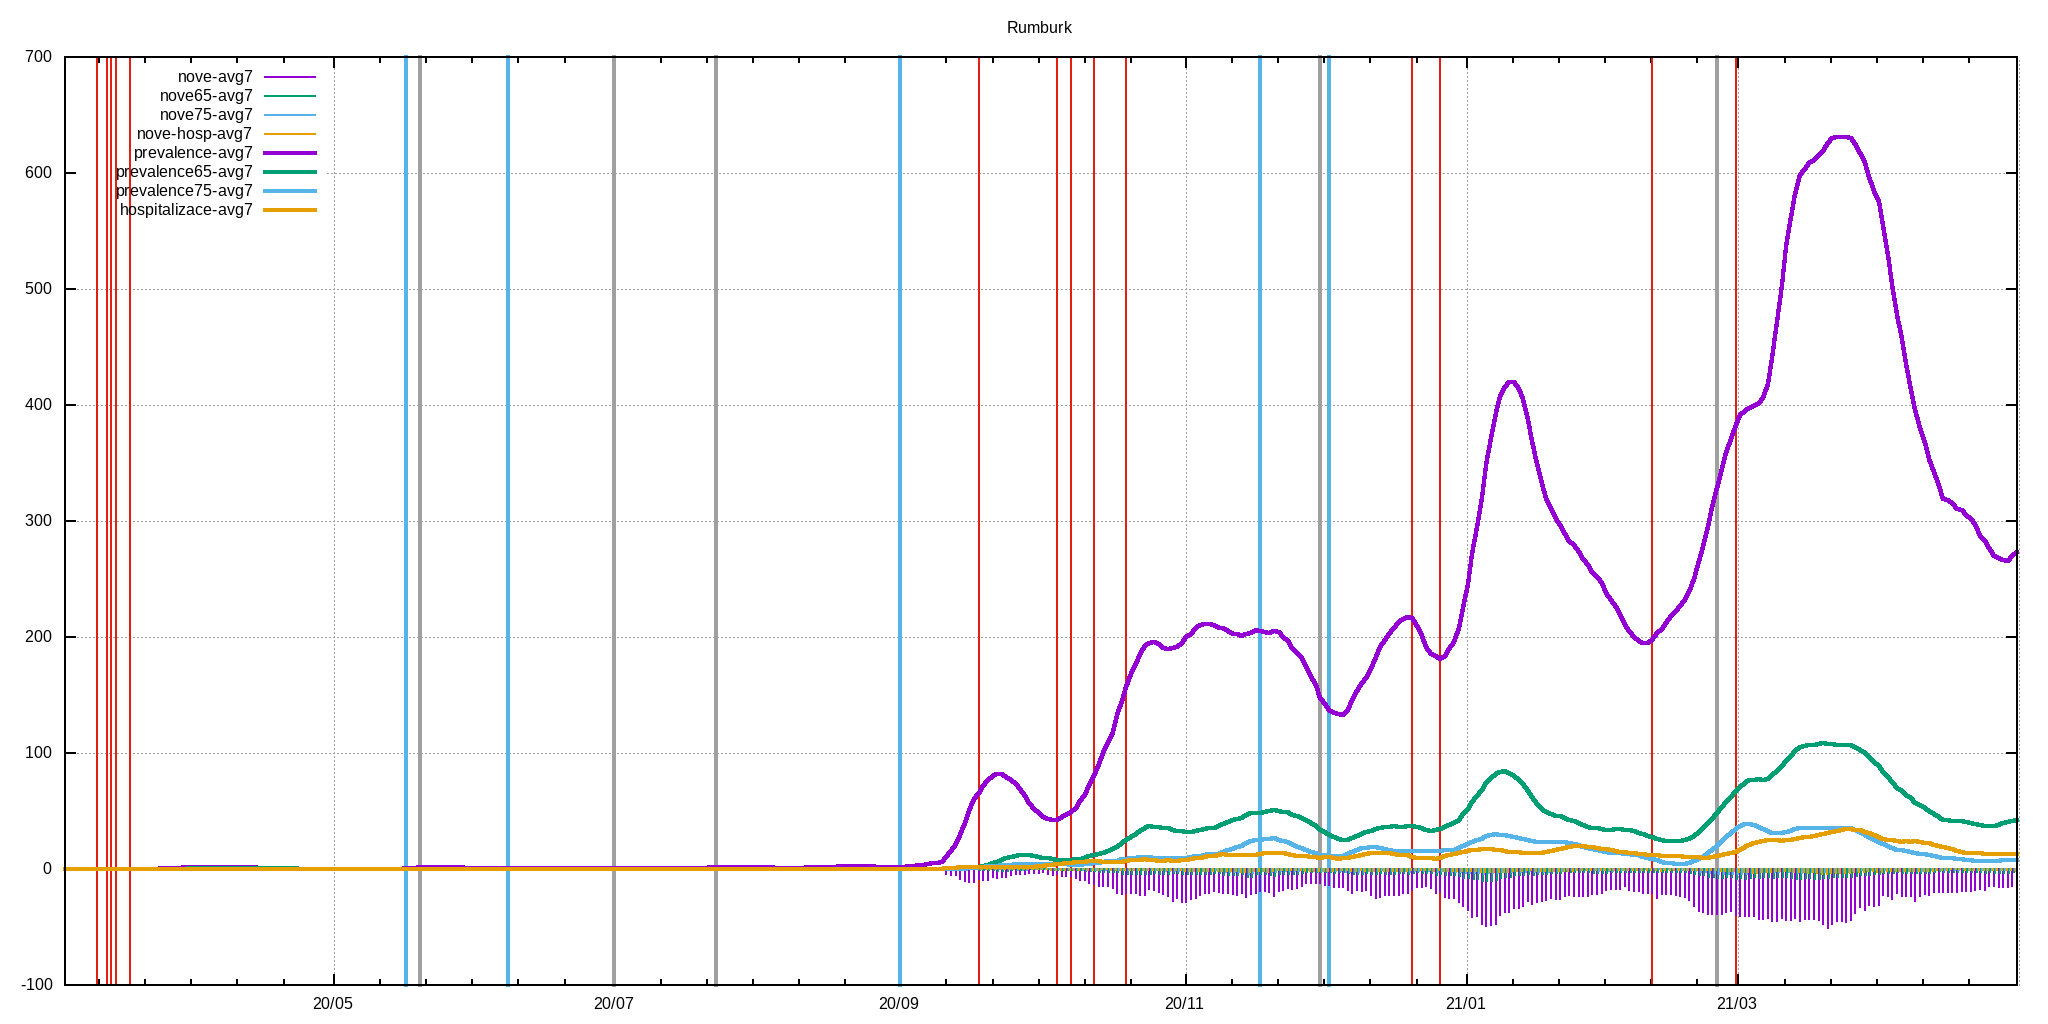 Rumburk
700
600
500
400
300
200
100
0
-100
nove-avg7
nove65-avg7
nove75-avg7
nove-hosp-avg7
prevalence-avg7
prevalence65-avg7
prevalence75-avg7
hospitalizace-avg7
20/05
20/07
20/09
20/11
21/01
21/03